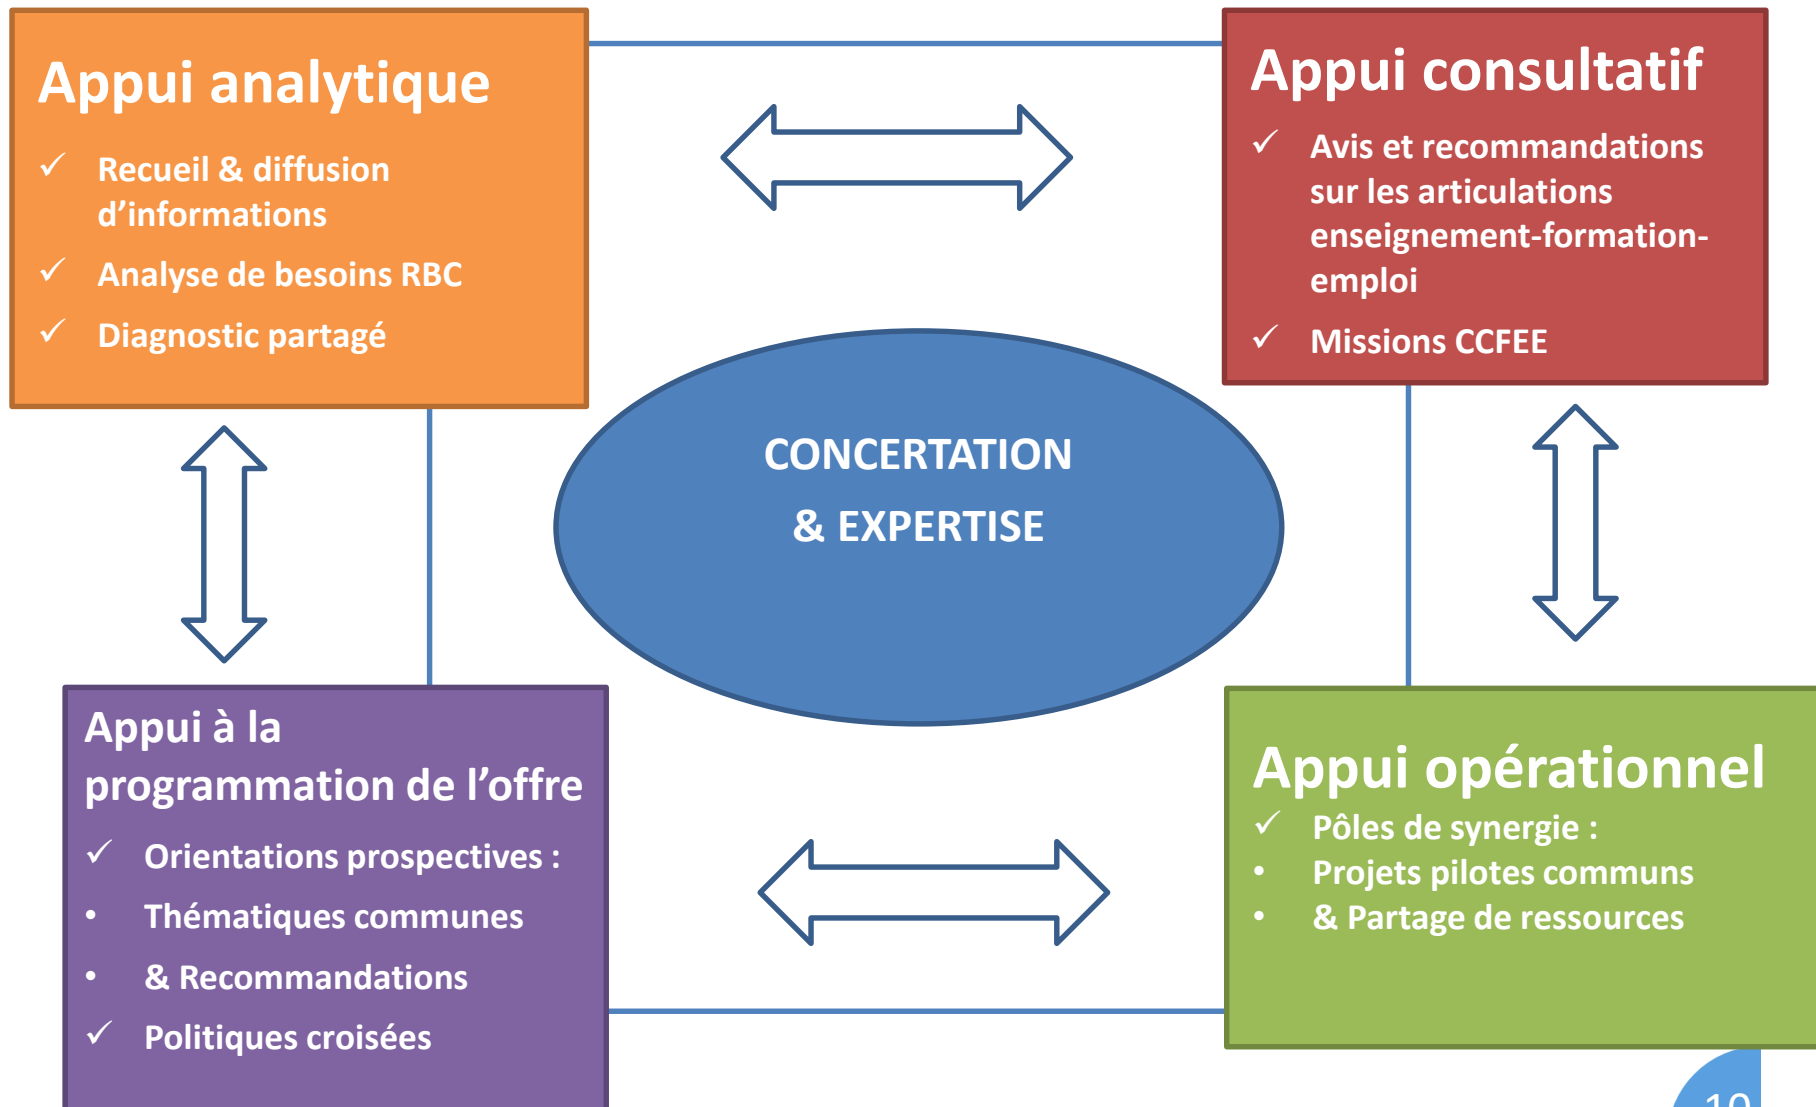 Appui analytique
✓ Recueil & diffusion
d’informations
✓ Analyse de besoins RBC
✓ Diagnostic partagé
Appui consultatif
✓ Avis et recommandations
sur les articulations
enseignement-formation-
emploi
✓ Missions CCFEE
CONCERTATION
& EXPERTISE
Appui à la
programmation de l’offre
✓ Orientations prospectives :
• Thématiques communes
• & Recommandations
✓ Politiques croisées
Appui opérationnel
✓ Pôles de synergie :
• Projets pilotes communs
• & Partage de ressources
10